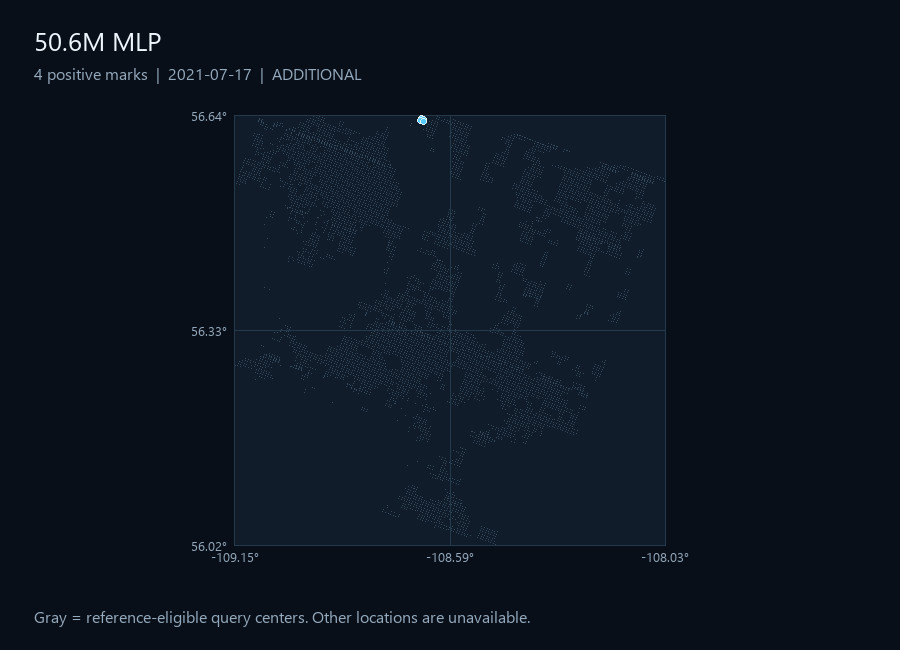 50.6M MLP
4 positive marks | 2021-07-17 | ADDITIONAL
56.64°
56.33°
56.02°
-109.15°
-108.59°
-108.03°
Gray = reference-eligible query centers. Other locations are unavailable.